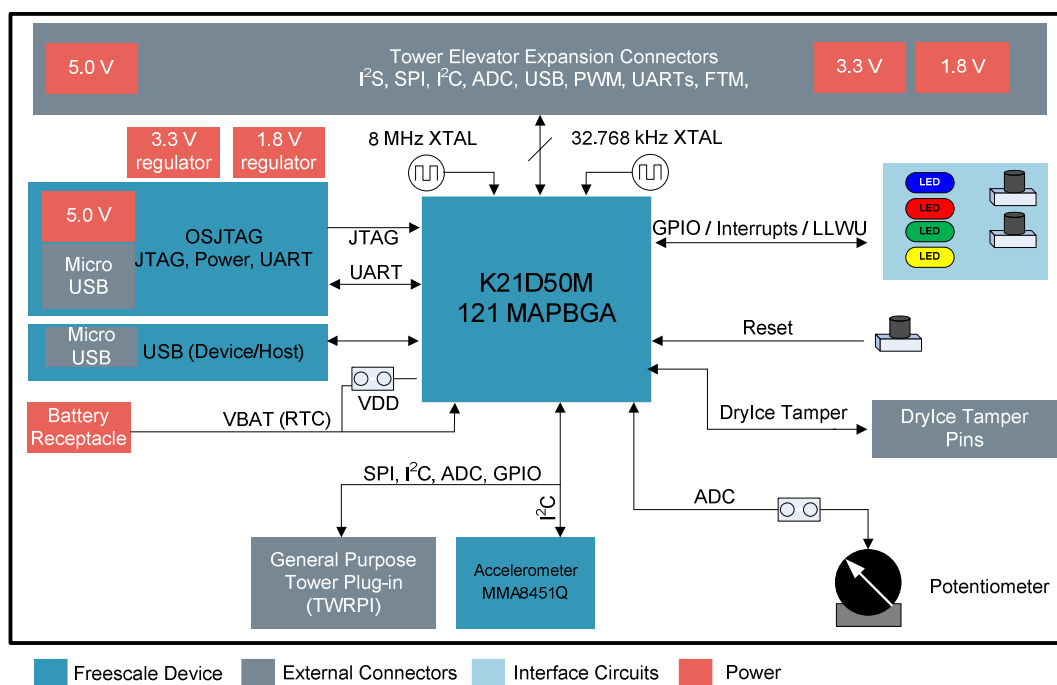 5.0 V
Tower Elevator Expansion Connectors
I²S, SPI, I²C, ADC, USB, PWM, UARTs, FTM,
3.3 V
1.8 V
3.3 V
regulator
1.8 V
regulator
8 MHz XTAL
32.768 kHz XTAL
5.0 V
Micro
USB
OSJTAG
JTAG, Power, UART
JTAG
UART
K21D50M
121 MAPBGA
GPIO / Interrupts / LLWU
LED
LED
LED
LED
Micro
USB
USB (Device/Host)
Reset
VDD
Battery
Receptacle
VBAT (RTC)
DryIce Tamper
DryIce Tamper
Pins
SPI, I²C, ADC, GPIO
I²C
ADC
General Purpose
Tower Plug-in
(TWRPI)
Accelerometer
MMA8451Q
Potentiometer
Freescale Device
External Connectors
Interface Circuits
Power